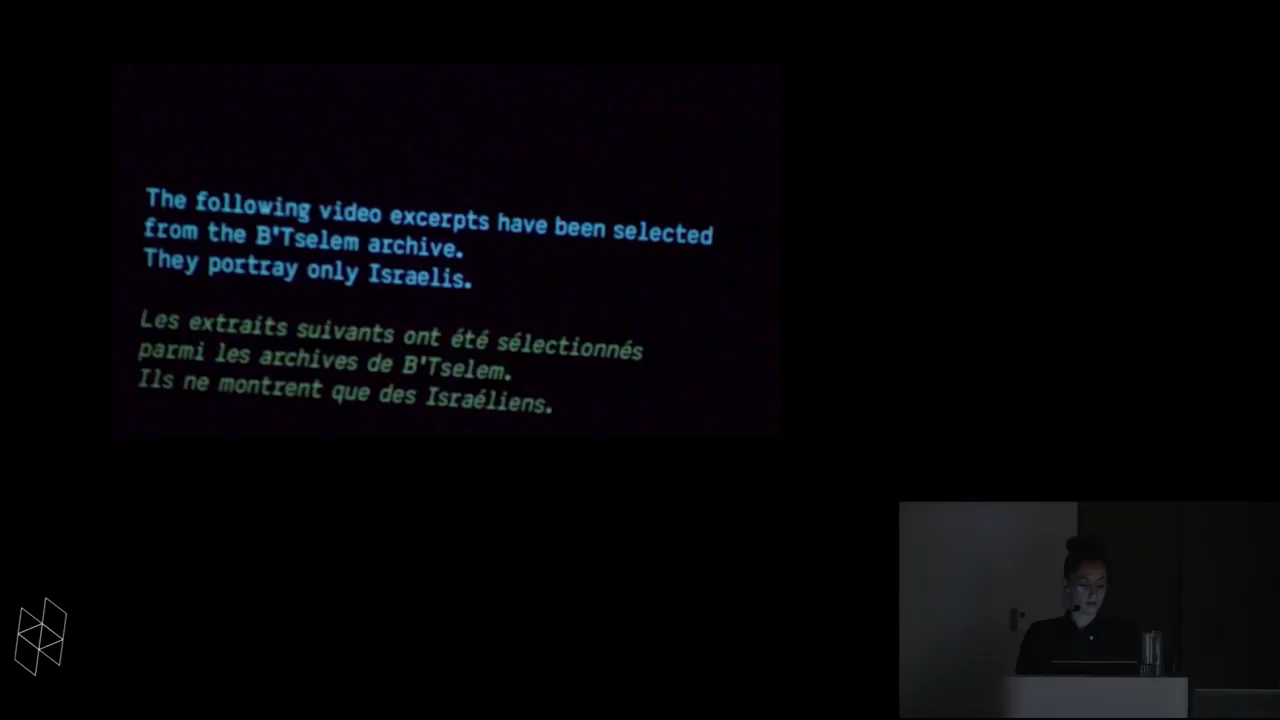 The following video excerpts have been selected
from the B'Tselem archive.
They portray only Israelis.
Les extraits suivants ont été sélectionnés
parmi les archives de B'Tselem.
Ils ne montrent que des Israéliens.